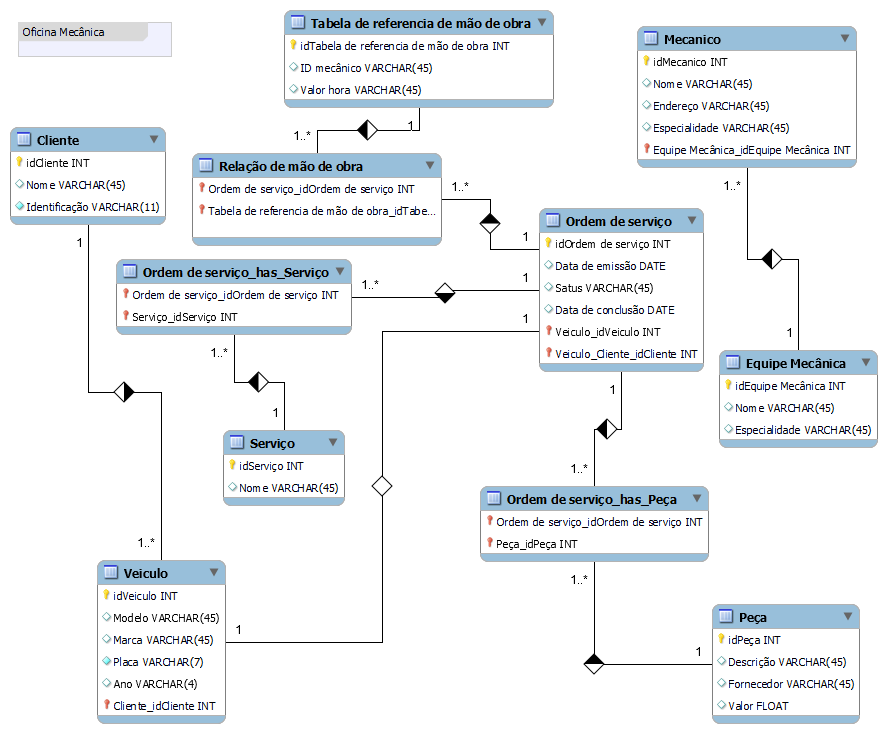 Oficina Mecânica
Tabela de referencia de mão de obra
idTabela de referencia de mão de obra INT
ID mecânico VARCHAR(45)
Valor hora VARCHAR(45)
1..*
1
Mecanico
idMecanico INT
Nome VARCHAR(45)
Endereço VARCHAR(45)
Especialidade VARCHAR(45)
Equipe Mecânica_idEquipe Mecânica INT
1..*
1
Cliente
idCliente INT
Nome VARCHAR(45)
Identificação VARCHAR(11)
1
1..*
Relação de mão de obra
Ordem de serviço_idOrdem de serviço INT
Tabela de referencia de mão de obra_idTabe...
1..*
1
Ordem de serviço
idOrdem de serviço INT
Data de emissão DATE
Satus VARCHAR(45)
Data de conclusão DATE
Veiculo_idVeiculo INT
Veiculo_Cliente_idCliente INT
Ordem de serviço_has_Serviço
Ordem de serviço_idOrdem de serviço INT
Serviço_idServiço INT
1..*
1
1
1..*
1
Equipe Mecânica
idEquipe Mecânica INT
Nome VARCHAR(45)
Especialidade VARCHAR(45)
Serviço
idServiço INT
Nome VARCHAR(45)
1
1..*
Ordem de serviço_has_Peça
Ordem de serviço_idOrdem de serviço INT
Peça_idPeça INT
1..*
1
Veiculo
idVeiculo INT
Modelo VARCHAR(45)
Marca VARCHAR(45)
Placa VARCHAR(7)
Ano VARCHAR(4)
Cliente_idCliente INT
1
Peça
idPeça INT
Descrição VARCHAR(45)
Fornecedor VARCHAR(45)
Valor FLOAT